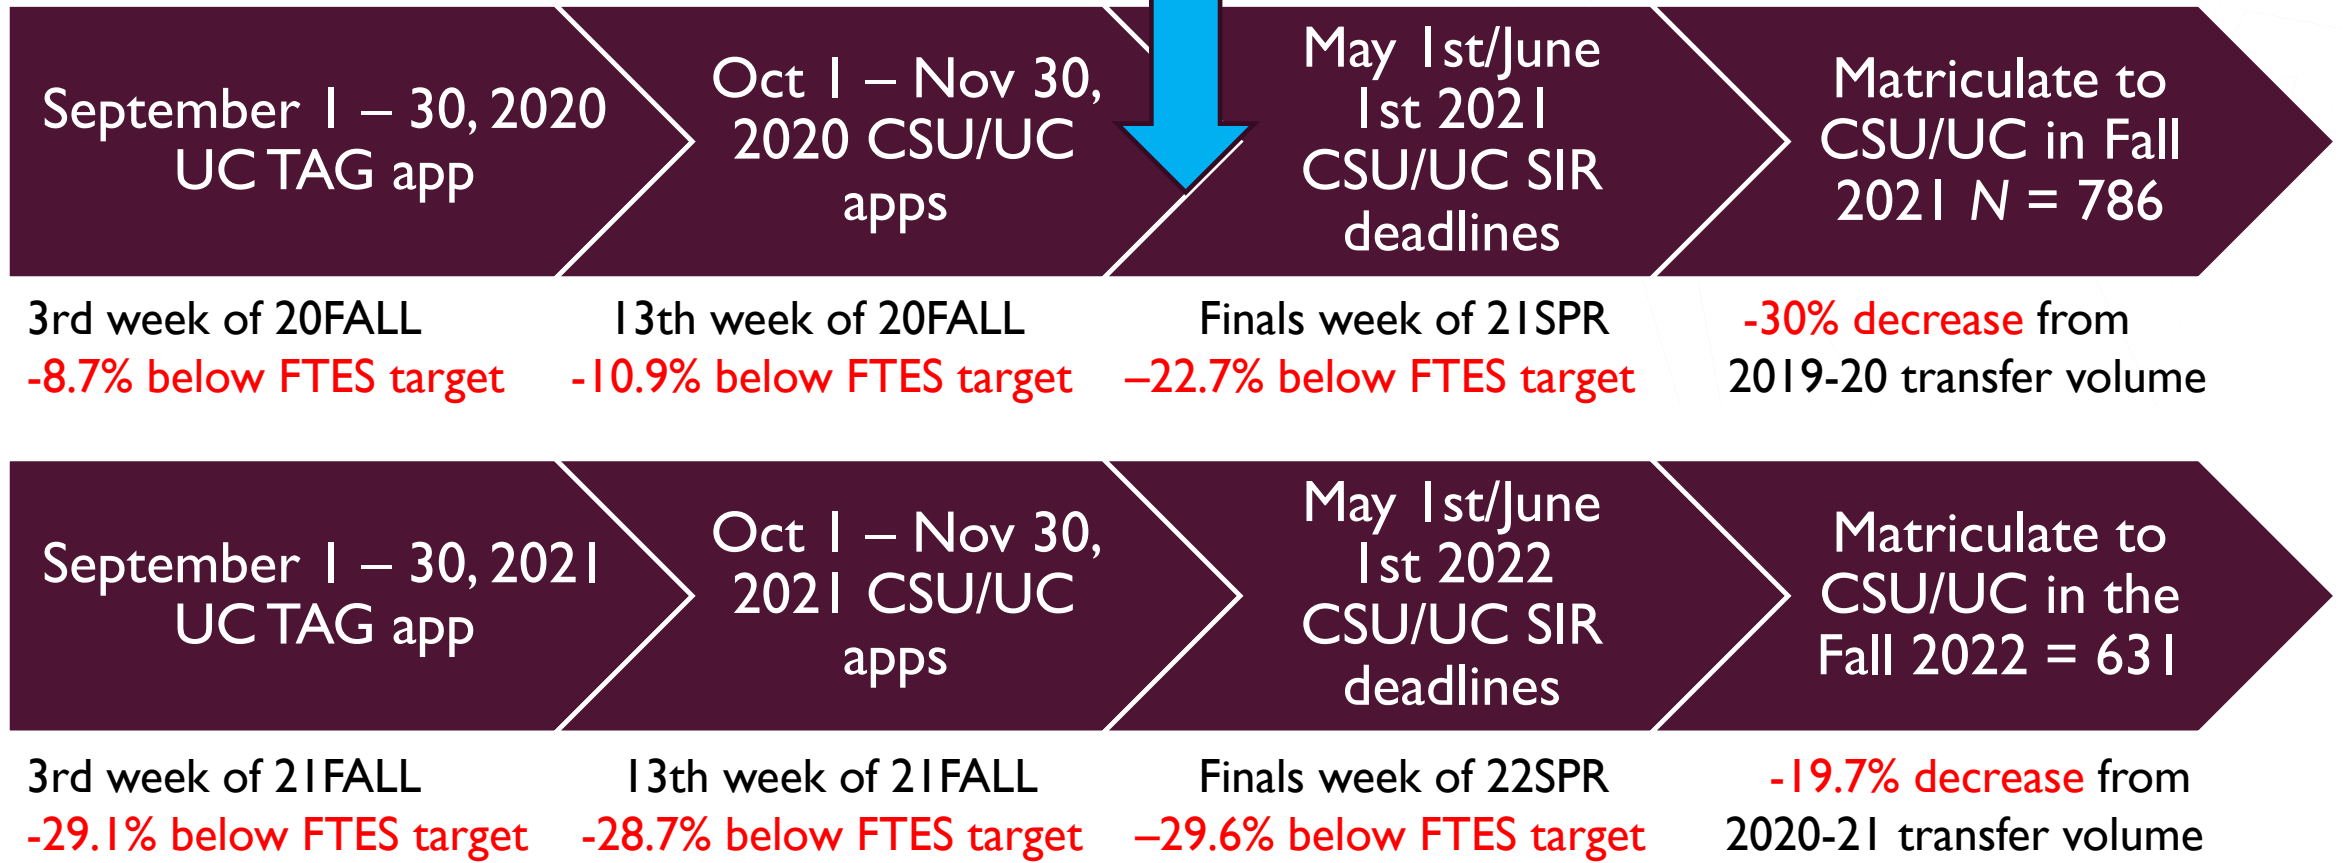 September 1 – 30, 2020
UC TAG app
Oct 1 – Nov 30,
2020 CSU/UC
apps
May 1st/June
1st 2021
CSU/UC SIR
deadlines
Matriculate to
CSU/UC in Fall
2021 N = 786
3rd week of 20FALL
-8.7% below FTES target
13th week of 20FALL
-10.9% below FTES target
Finals week of 21SPR
–22.7% below FTES target
-30% decrease from
2019-20 transfer volume
September 1 – 30, 2021
UC TAG app
Oct 1 – Nov 30,
2021 CSU/UC
apps
May 1st/June
1st 2022
CSU/UC SIR
deadlines
Matriculate to
CSU/UC in the
Fall 2022 = 631
3rd week of 21FALL
-29.1% below FTES target
13th week of 21FALL
-28.7% below FTES target
Finals week of 22SPR
–29.6% below FTES target
-19.7% decrease from
2020-21 transfer volume